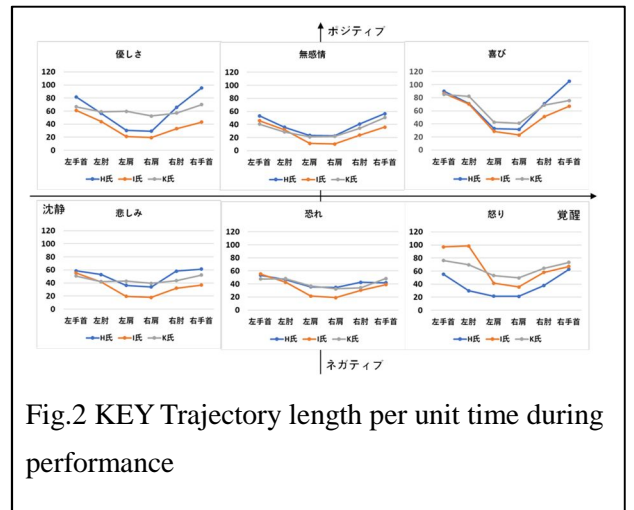 ポジティブ
優しさ
120
100
80
60
40
20
0
左手首 左肘 左肩 右肩 右肘 右手首
H氏 I氏 K氏
無感情
120
100
80
60
40
20
0
左手首 左肘 左肩 右肩 右肘 右手首
H氏 I氏 K氏
喜び
120
100
80
60
40
20
0
左手首 左肘 左肩 右肩 右肘 右手首
H氏 I氏 K氏
沈静
覚醒
悲しみ
120
100
80
60
40
20
0
左手首 左肘 左肩 右肩 右肘 右手首
H氏 I氏 K氏
恐れ
120
100
80
60
40
20
0
左手首 左肘 左肩 右肩 右肘 右手首
H氏 I氏 K氏
怒り
120
100
80
60
40
20
0
左手首 左肘 左肩 右肩 右肘 右手首
H氏 I氏 K氏
ネガティブ
Fig.2 KEY Trajectory length per unit time during
performance